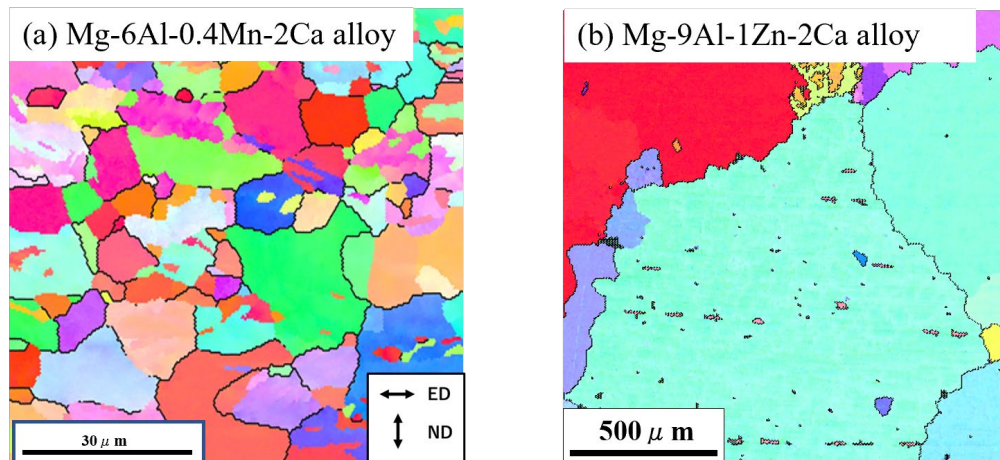 (a) Mg-6Al-0.4Mn-2Ca alloy
(b) Mg-9Al-1Zn-2Ca alloy
ED
ND
30 μ m
500 μ m